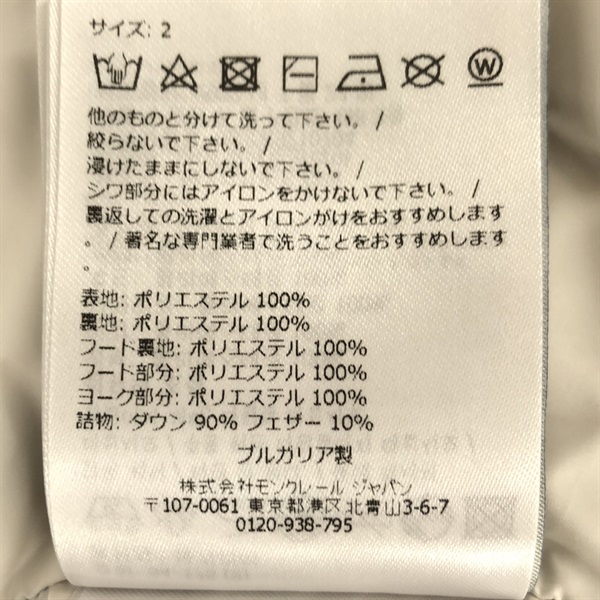 サイズ: 2
W
他のものと分けて洗って下さい。/
絞らないで下さい。/
浸けたままにしないで下さい。/
シワ部分にはアイロンをかけないで下さい。/
裏返しての洗濯とアイロンがけをおすすめします
。/ 著名な専門業者で洗うことをおすすめします
。
表地: ポリエステル 100%
裏地: ポリエステル 100%
フード裏地: ポリエステル 100%
フード部分: ポリエステル 100%
ヨーク部分: ポリエステル 100%
詰物: ダウン 90% フェザー 10%
ブルガリア製
株式会社モンクレール ジャパン
〒107-0061 東京都港区北青山3-6-7
0120-938-795